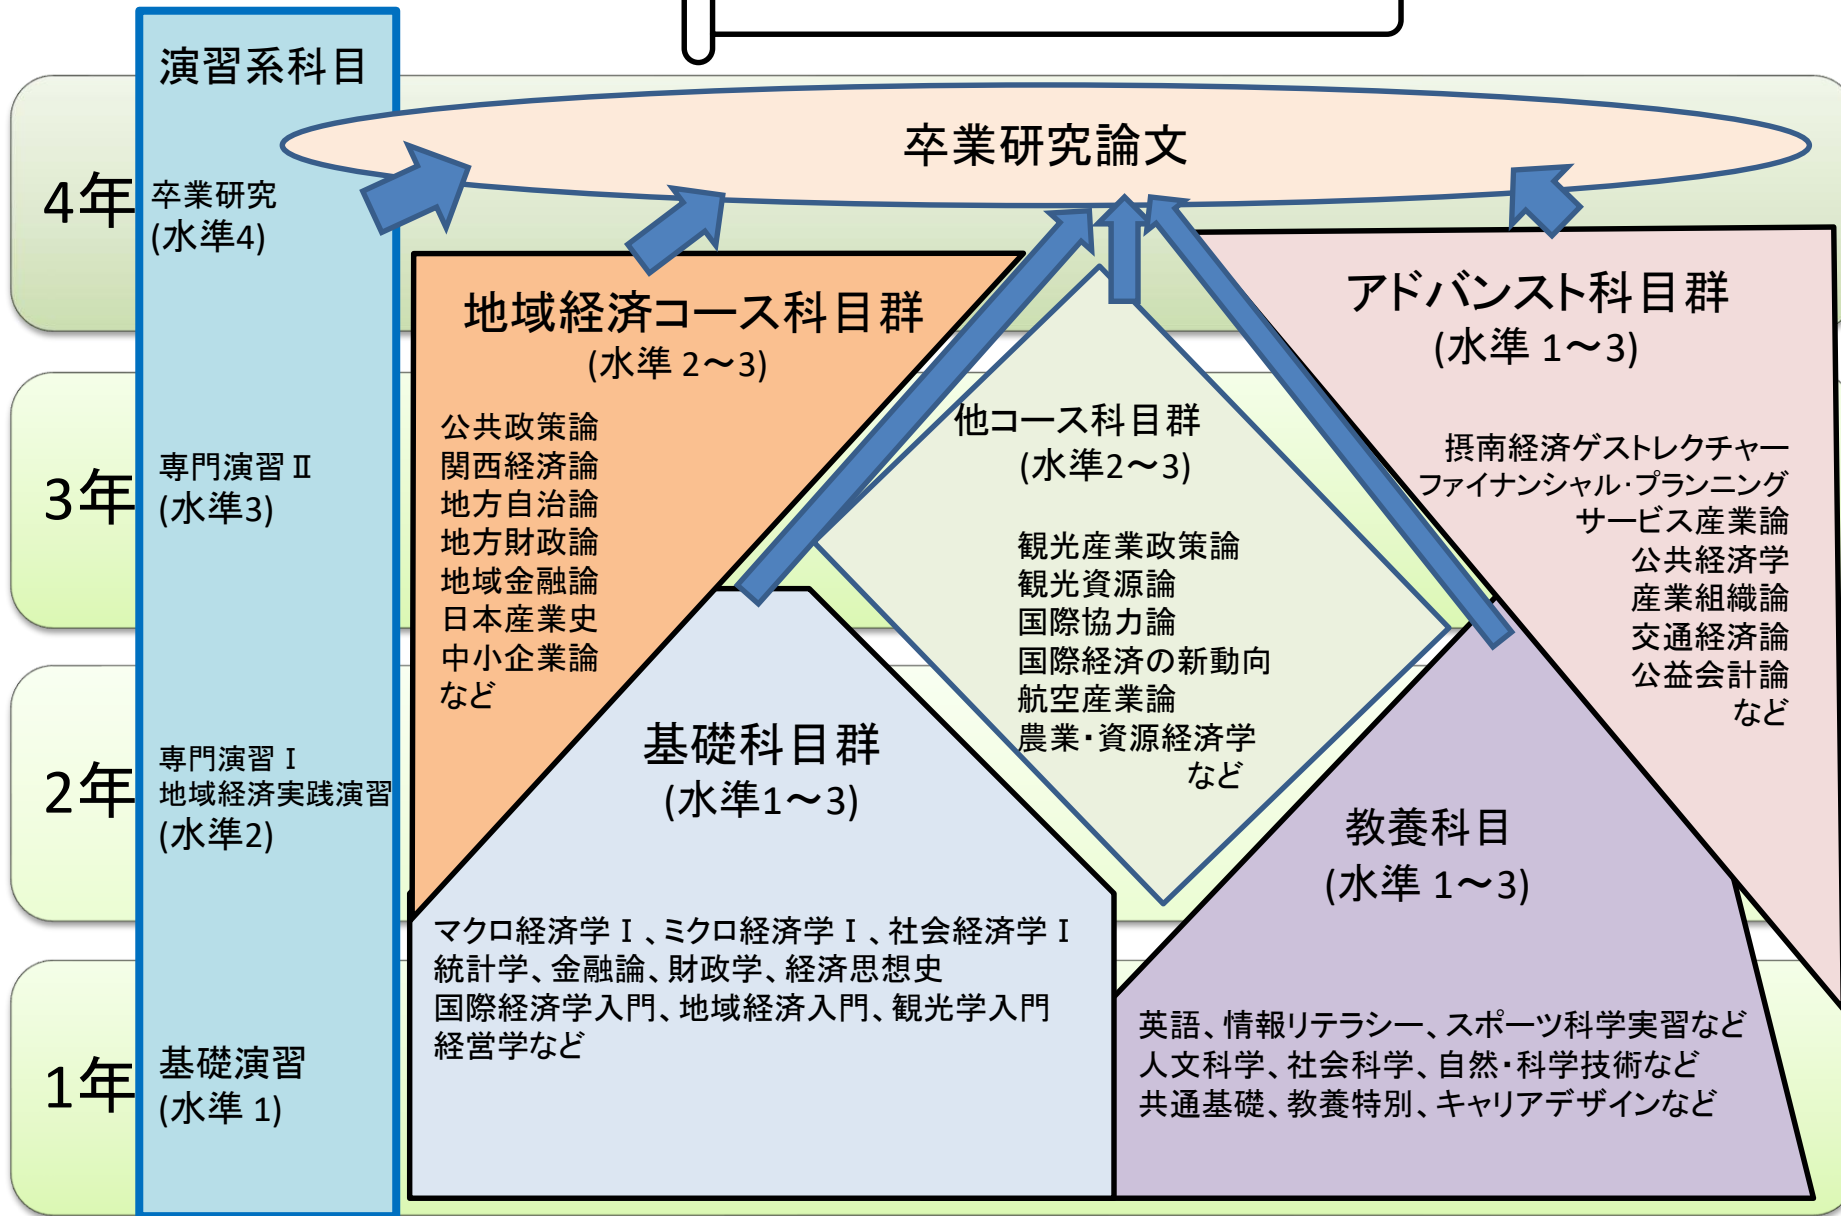 演習系科目
卒業研究論文
4年
卒業研究
(水準4)
地域経済コース科目群
(水準 2～3)
公共政策論
関西経済論
地方自治論
地方財政論
地域金融論
日本産業史
中小企業論
など
他コース科目群
(水準2～3)
観光産業政策論
観光資源論
国際協力論
国際経済の新動向
航空産業論
農業・資源経済学
など
アドバンスト科目群
(水準 1～3)
摂南経済ゲストレクチャー
ファイナンシャル・プランニング
サービス産業論
公共経済学
産業組織論
交通経済論
公益会計論
など
3年
専門演習Ⅱ
(水準3)
2年
専門演習Ⅰ
地域経済実践演習
(水準2)
基礎科目群
(水準1～3)
マクロ経済学Ⅰ、ミクロ経済学Ⅰ、社会経済学Ⅰ
統計学、金融論、財政学、経済思想史
国際経済学入門、地域経済入門、観光学入門
経営学など
教養科目
(水準 1～3)
英語、情報リテラシー、スポーツ科学実習など
人文科学、社会科学、自然・科学技術など
共通基礎、教養特別、キャリアデザインなど
1年
基礎演習
(水準 1)